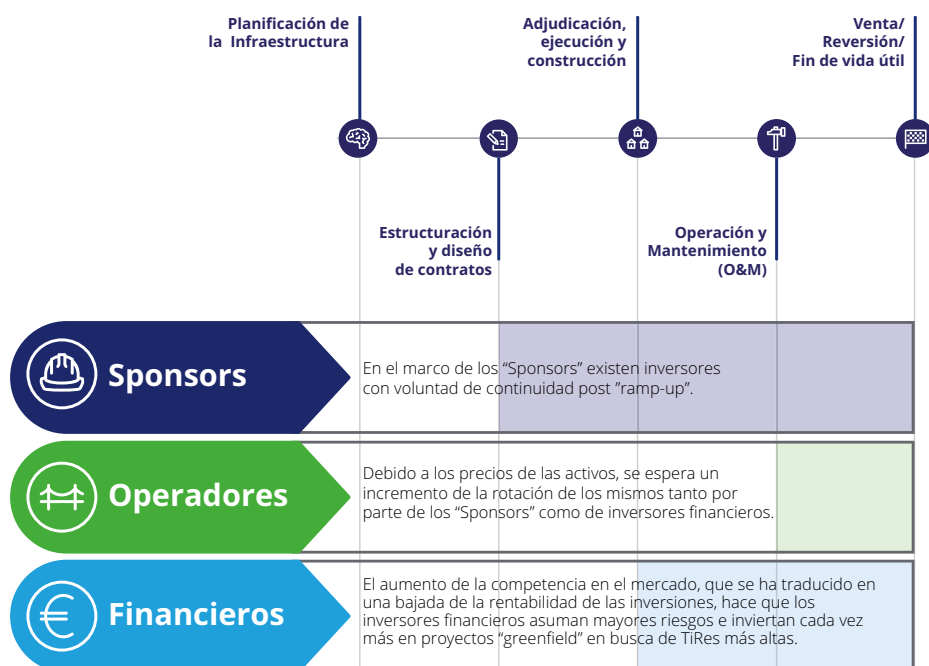 Planificación de
la Infraestructura
Adjudicación,
ejecución y
construcción
Venta/
Reversión/
Fin de vida útil
Estructuración
y diseño
de contratos
Operación y
Mantenimiento
(O&M)
Sponsors
En el marco de los “Sponsors” existen inversores
con voluntad de continuidad post ”ramp-up”.
Operadores
Debido a los precios de las activos, se espera un
incremento de la rotación de los mismos tanto por
parte de los “Sponsors” como de inversores financieros.
Financieros
El aumento de la competencia en el mercado, que se ha traducido en
una bajada de la rentabilidad de las inversiones, hace que los
inversores financieros asuman mayores riesgos e inviertan cada vez
más en proyectos “greenfield” en busca de TiRes más altas.